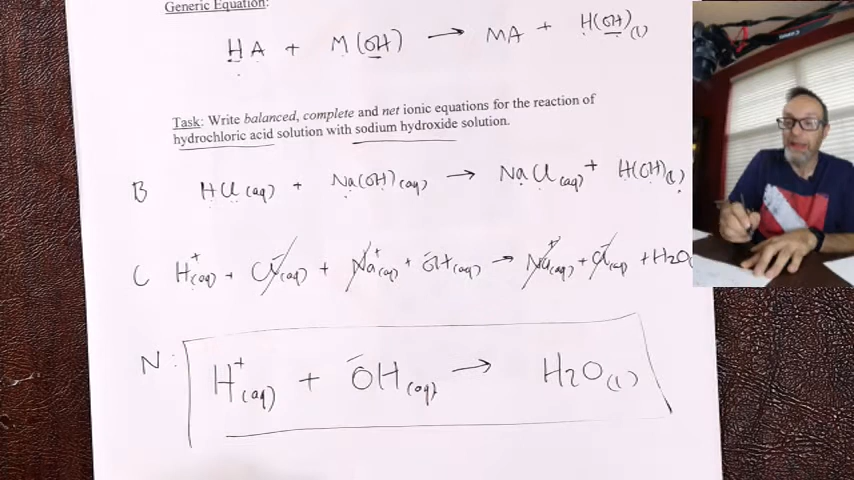 Generic Equation:
HA + M(OH) → MA + H(OH)(l)
Task: Write balanced, complete and net ionic equations for the reaction of
hydrochloric acid solution with sodium hydroxide solution.
B HCl(aq) + Na(OH)(aq) → NaCl(aq) + H(OH)(l)
C H⁺(aq) + Cl⁻(aq) + Na⁺(aq) + ⁻OH(aq) → Na⁺(aq) + Cl⁻(aq) + H₂O
N: H⁺(aq) + ⁻OH(aq) → H₂O(l)